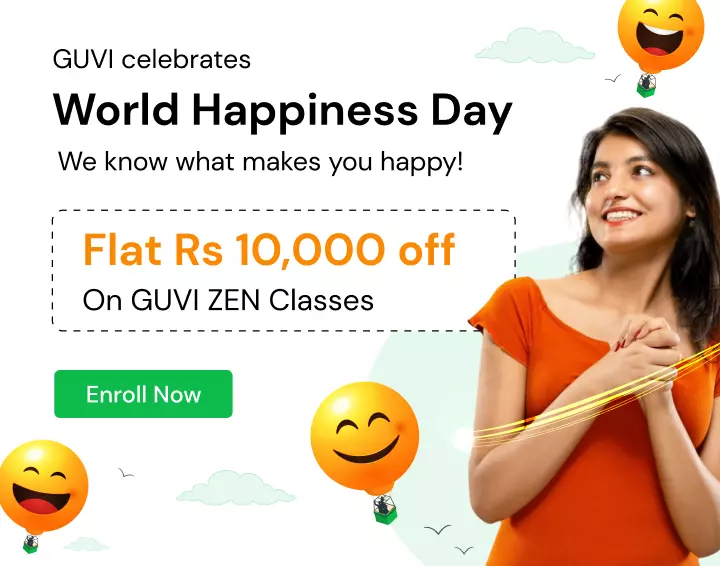 GUVI celebrates
World Happiness Day
We know what makes you happy!
Flat Rs 10,000 off
On GUVI ZEN Classes
Enroll Now